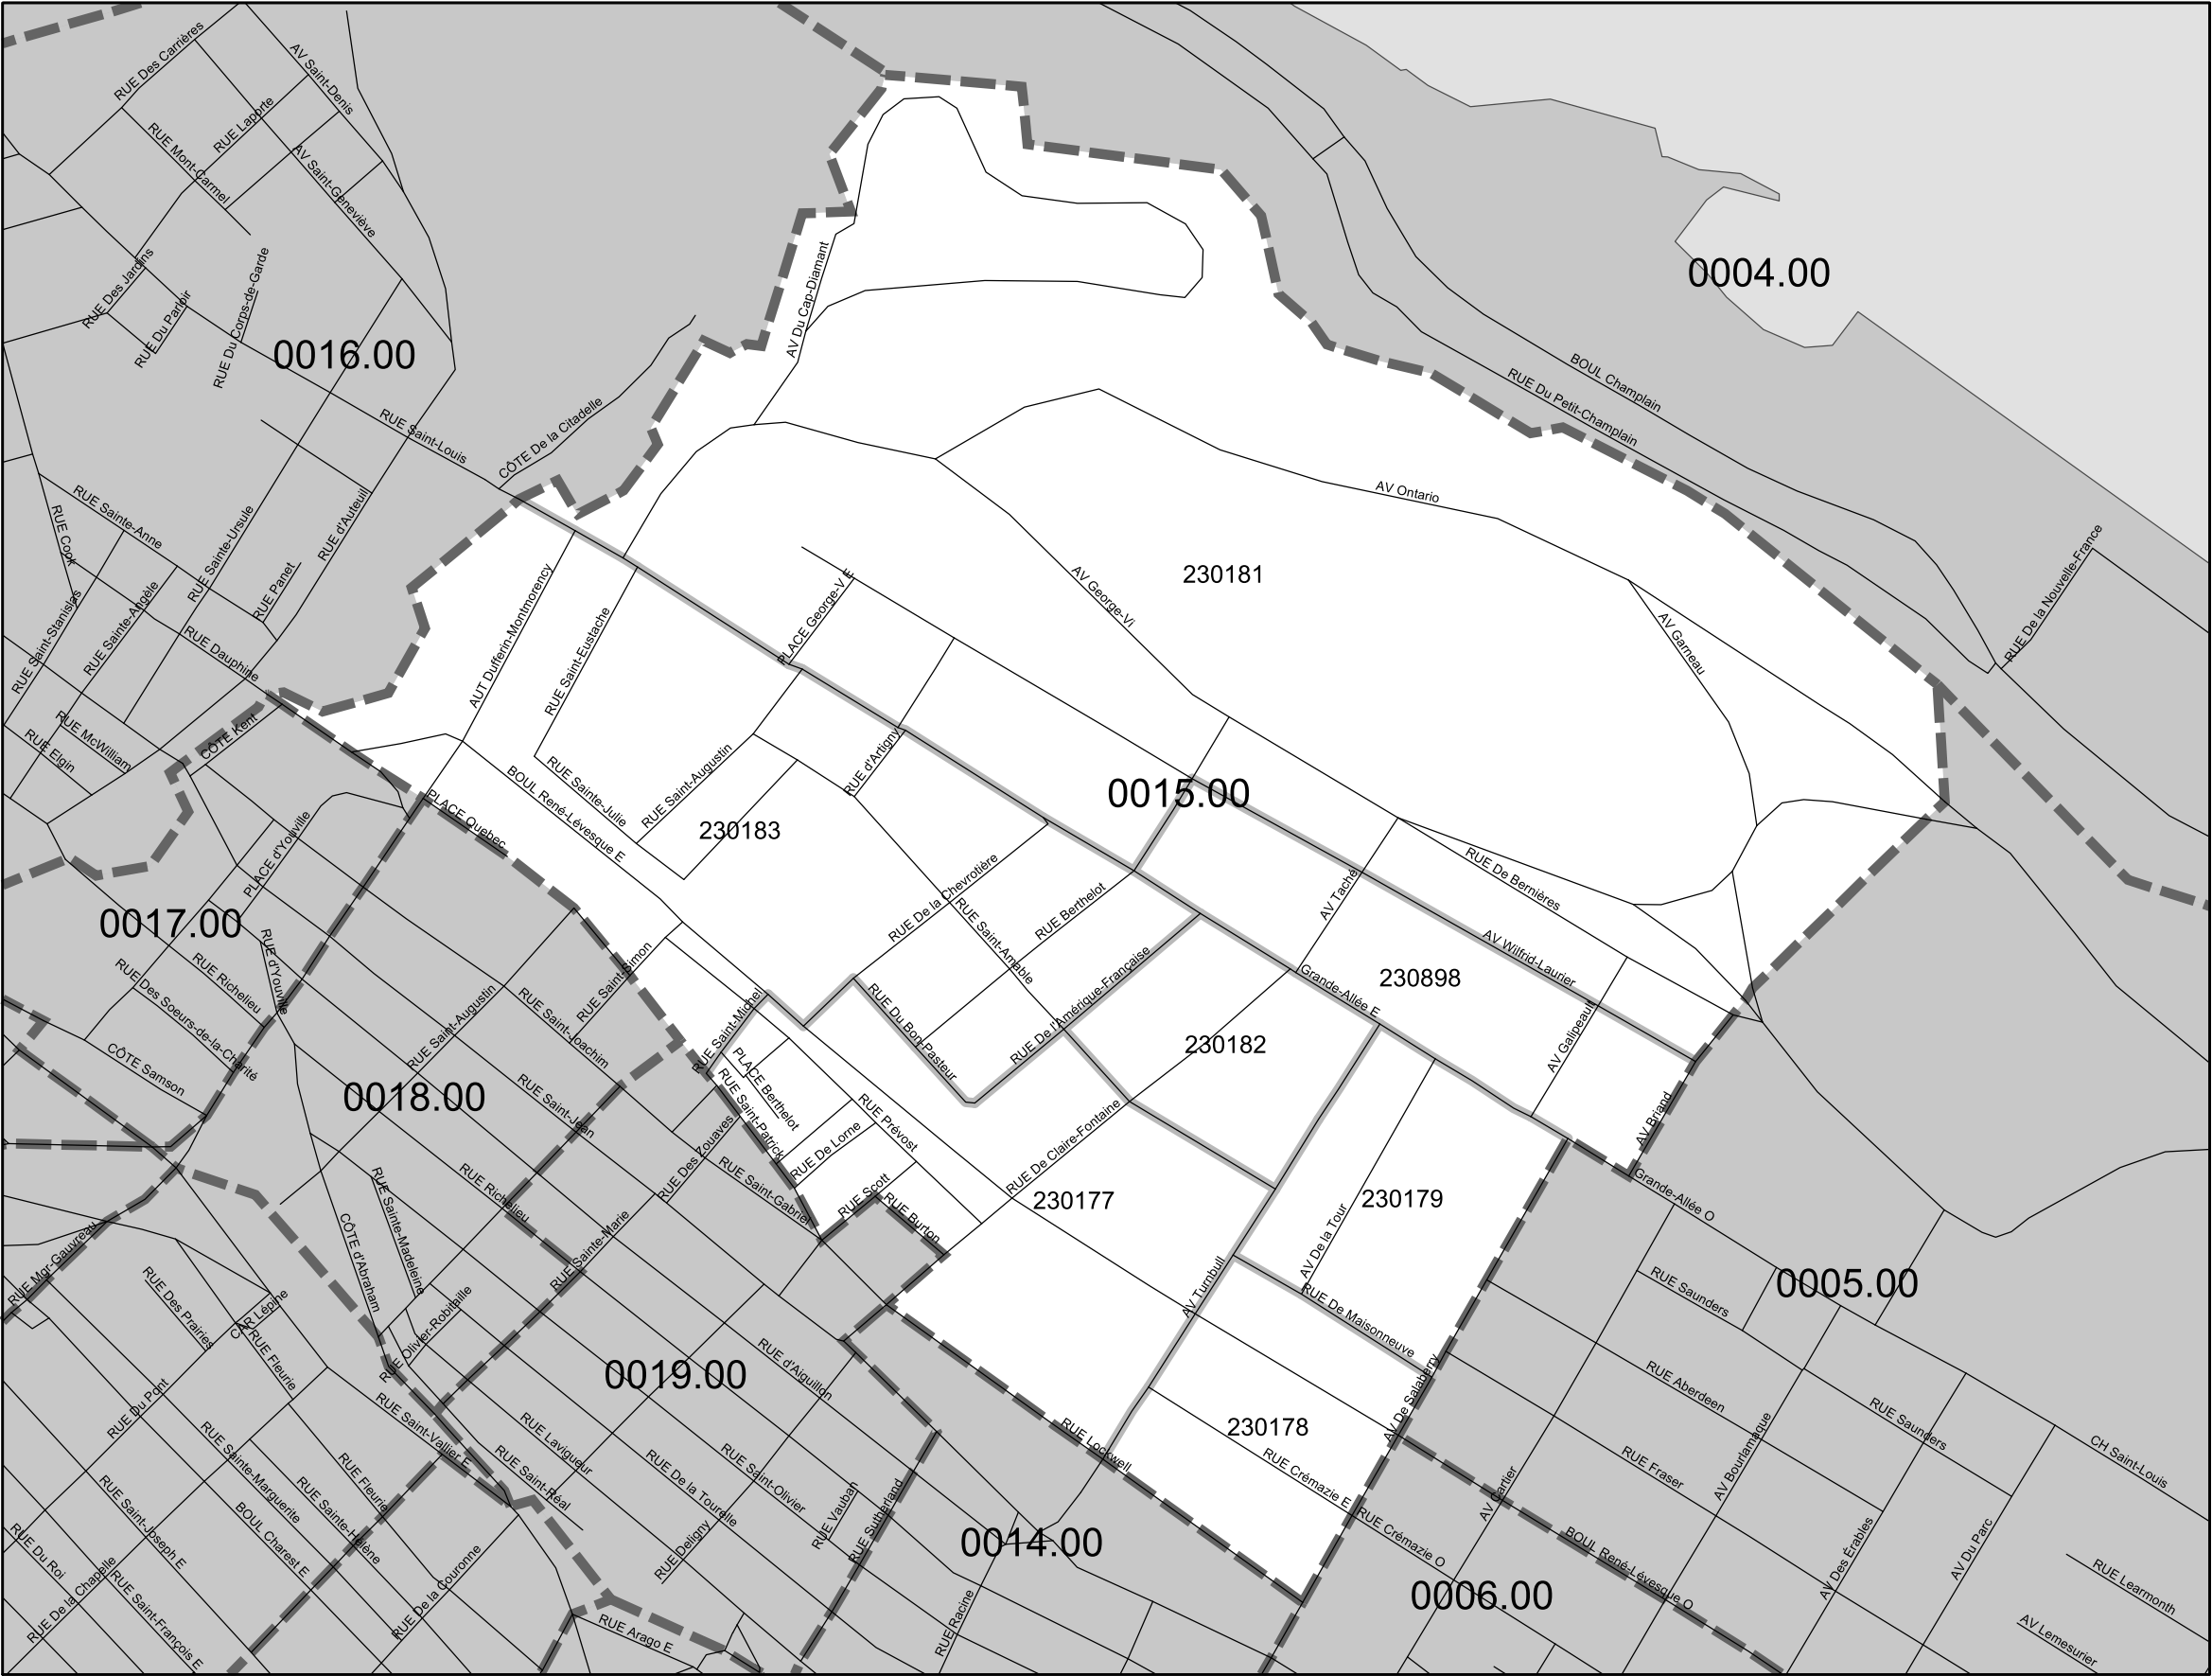 RUE Des Carrières
AV Saint-Denis
RUE Laporte
RUE Mont-Carmel
AV Saint-Geneviève
RUE Des Jardins
RUE Du Parloir
RUE Du Corps-de-Garde
AV Du Cap-Diamant
0004.00
0016.00
BOUL Champlain
RUE Du Petit-Champlain
RUE Saint-Louis
CÔTE De la Citadelle
AV Ontario
RUE Sainte-Anne
RUE Cook
RUE Sainte-Ursule
RUE d'Auteuil
RUE Panet
RUE Saint-Stanislas
RUE Sainte-Angèle
RUE Dauphine
AUT Dufferin-Montmorency
RUE Saint-Eustache
PLACE George-V E
AV George-Vi
230181
AV Garneau
RUE De la Nouvelle-France
RUE McWilliam
RUE Elgin
CÔTE Kent
BOUL René-Lévesque E
RUE Sainte-Julie
RUE Saint-Augustin
RUE d'Artigny
230183
0015.00
PLACE Quebec
PLACE d'Youville
0017.00
RUE d'Youville
RUE Richelieu
RUE Des Soeurs-de-la-Charité
CÔTE Samson
RUE De la Chevrotière
RUE Saint-Amable
RUE Berthelot
RUE De l'Amérique-Française
RUE Du Bon-Pasteur
AV Tache
RUE De Bernières
AV Wilfrid-Laurier
230898
Grande-Allée E
AV Galipeault
AV Briand
230182
RUE Saint-Simon
RUE Saint-Augustin
RUE Saint-Joachim
0018.00
RUE Saint-Jean
RUE Saint-Michel
PLACE Berthelot
RUE Saint-Patrick
RUE Prévost
RUE De Lorne
RUE Des Zouaves
RUE Saint-Gabriel
RUE Scott
RUE Burton
RUE De Claire-Fontaine
230177
230179
Grande-Allée O
AV De la Tour
AV Turnbull
RUE De Maisonneuve
RUE Richelieu
RUE Sainte-Marie
RUE Sainte-Madeleine
CÔTE d'Abraham
RUE Olivier-Robitaille
RUE Mgr-Gauvreau
RUE Des Prairies
CAR Lépine
RUE Fleurie
0005.00
RUE Saunders
RUE Aberdeen
RUE Saunders
RUE Fraser
AV Bourlamaque
CH Saint-Louis
0019.00
RUE d'Aiguillon
AV De Salaberry
230178
RUE Crémazie E
RUE Lockwell
RUE Du Pont
RUE Saint-Vallier E
RUE Lavigueur
RUE De la Tourelle
RUE Saint-Olivier
RUE Vauban
RUE Sutherland
RUE Saint-Réal
RUE Sainte-Marguerite
RUE Fleurie
RUE Sainte-Hélène
RUE Saint-Joseph E
BOUL Charest E
RUE Du Roi
RUE De la Chapelle
RUE Saint-François E
RUE De la Couronne
RUE Deligny
RUE Arago E
0014.00
RUE Racine
RUE Crémazie O
AV Cartier
0006.00
BOUL René-Lévesque O
AV Des Érables
AV Du Parc
RUE Learmonth
AV Lemesurier